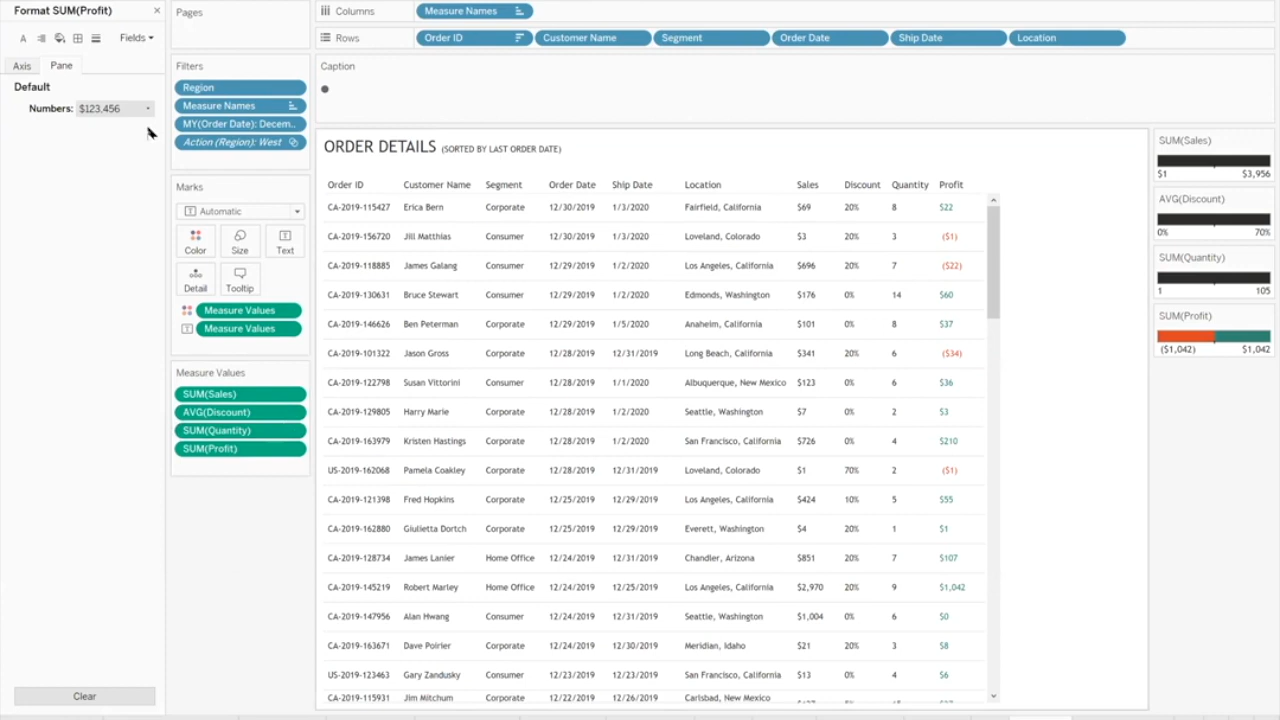 Format SUM(Profit)
Fields
Axis Pane
Default
Numbers: $123,456
Clear
Pages
Filters
Region
Measure Names
MY(Order Date): Decem..
Action (Region): West
Marks
Automatic
Color Size Text
Detail Tooltip
Measure Values
Measure Values
Measure Values
SUM(Sales)
AVG(Discount)
SUM(Quantity)
SUM(Profit)
Columns Measure Names
Rows Order ID Customer Name Segment Order Date Ship Date Location
Caption
ORDER DETAILS (SORTED BY LAST ORDER DATE)
Order ID Customer Name Segment Order Date Ship Date Location Sales Discount Quantity Profit
CA-2019-115427 Erica Bern Corporate 12/30/2019 1/3/2020 Fairfield, California $69 20% 8 $22
CA-2019-156720 Jill Matthias Consumer 12/30/2019 1/3/2020 Loveland, Colorado $3 20% 3 ($1)
CA-2019-118885 James Galang Consumer 12/29/2019 1/2/2020 Los Angeles, California $696 20% 7 ($22)
CA-2019-130631 Bruce Stewart Consumer 12/29/2019 1/2/2020 Edmonds, Washington $176 0% 14 $60
CA-2019-146626 Ben Peterman Corporate 12/29/2019 1/5/2020 Anaheim, California $101 0% 8 $37
CA-2019-101322 Jason Gross Corporate 12/28/2019 12/31/2019 Long Beach, California $341 20% 6 ($34)
CA-2019-122798 Susan Vittorini Consumer 12/28/2019 1/1/2020 Albuquerque, New Mexico $123 0% 6 $36
CA-2019-129805 Harry Marie Corporate 12/28/2019 1/2/2020 Seattle, Washington $7 0% 2 $3
CA-2019-163979 Kristen Hastings Corporate 12/28/2019 1/2/2020 San Francisco, California $726 0% 4 $210
US-2019-162068 Pamela Coakley Corporate 12/28/2019 12/31/2019 Loveland, Colorado $1 70% 2 ($1)
CA-2019-121398 Fred Hopkins Corporate 12/25/2019 12/29/2019 Los Angeles, California $424 10% 5 $55
CA-2019-162880 Giulietta Dortch Corporate 12/25/2019 12/29/2019 Everett, Washington $4 20% 1 $1
CA-2019-128734 James Lanier Home Office 12/24/2019 12/31/2019 Chandler, Arizona $851 20% 7 $107
CA-2019-145219 Robert Marley Home Office 12/24/2019 12/25/2019 Los Angeles, California $2,970 20% 9 $1,042
CA-2019-147956 Alan Hwang Consumer 12/24/2019 12/31/2019 Seattle, Washington $1,004 0% 6 $0
CA-2019-163671 Dave Poirier Corporate 12/24/2019 12/30/2019 Meridian, Idaho $21 20% 3 $8
US-2019-123463 Gary Zandusky Consumer 12/23/2019 12/23/2019 San Francisco, California $13 0% 4 $6
CA-2019-115931 Jim Mitchum Corporate 12/22/2019 12/26/2019 Carlsbad, New Mexico
SUM(Sales)
$1 $3,956
AVG(Discount)
0% 70%
SUM(Quantity)
1 105
SUM(Profit)
($1,042) $1,042